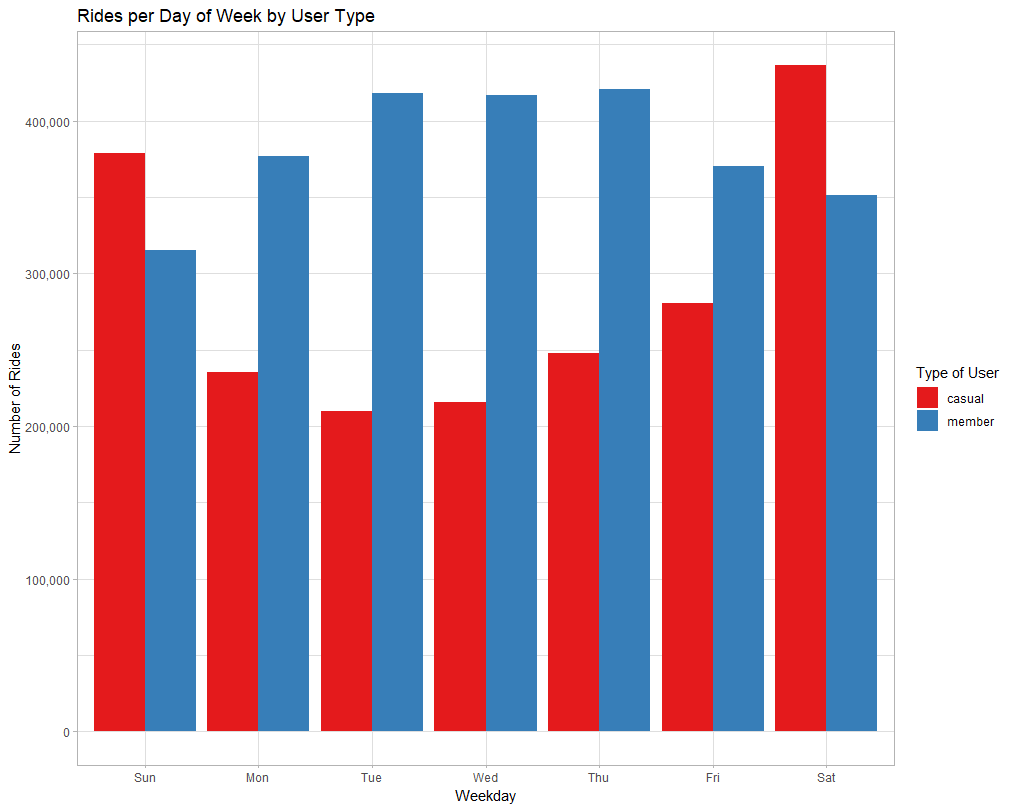 Rides per Day of Week by User Type
400,000
300,000
200,000
100,000
0
Number of Rides
Sun Mon Tue Wed Thu Fri Sat
Weekday
Type of User
casual
member